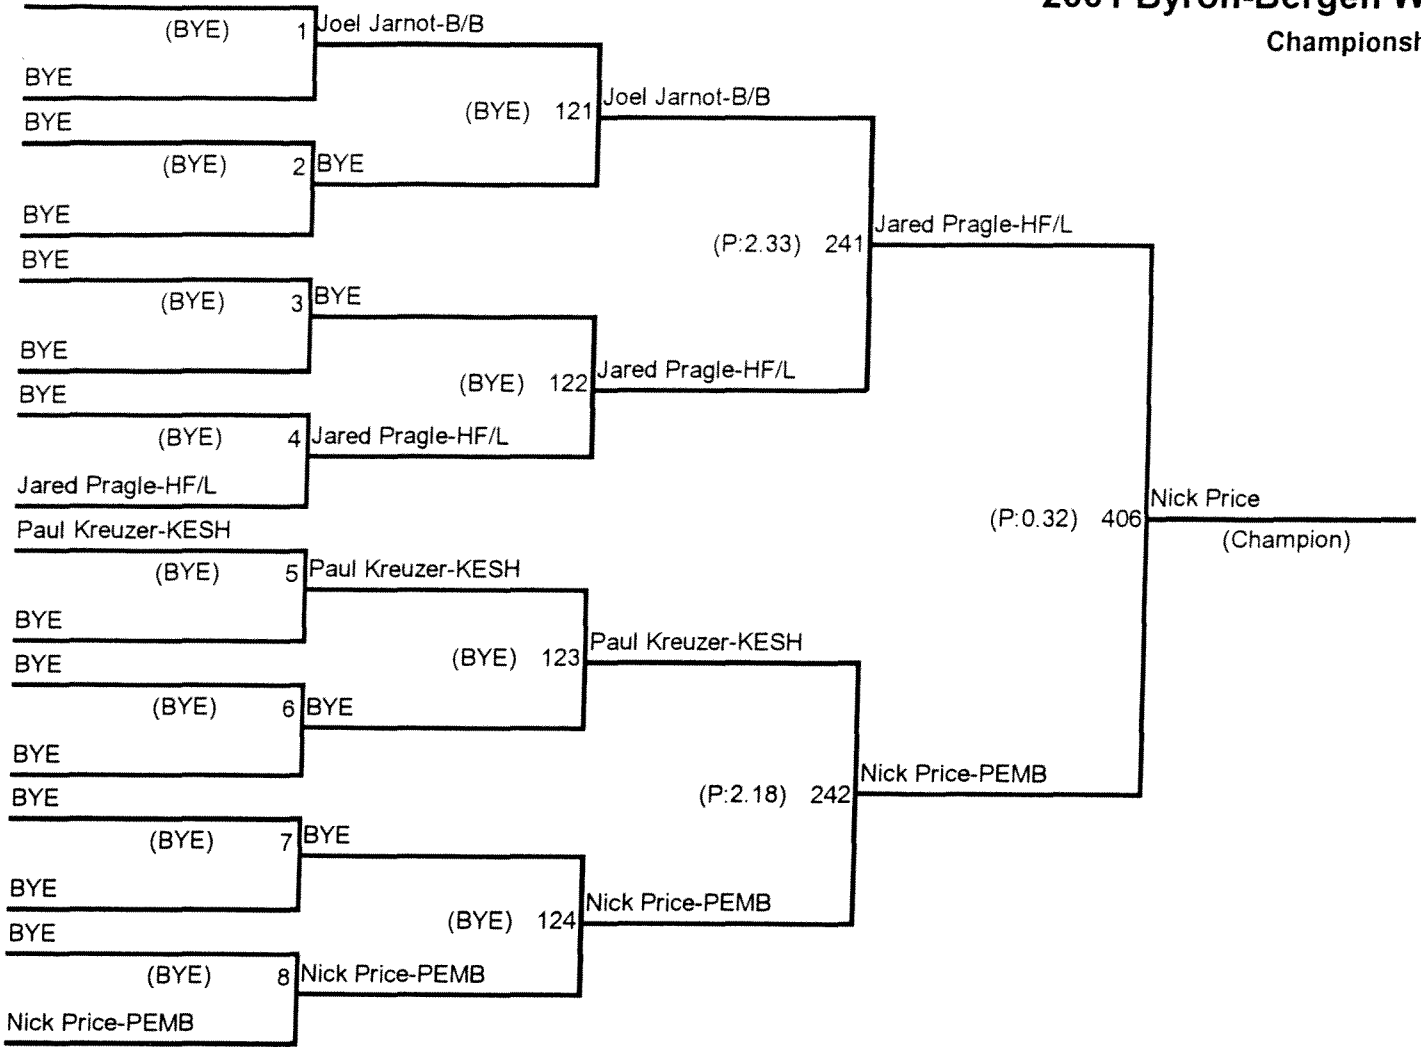 2001 Byron-Bergen
Championsh
(BYE) 1 Joel Jarnot-B/B
BYE
BYE
(BYE) 121 Joel Jarnot-B/B
(BYE) 2 BYE
BYE
BYE
(P:2.33) 241 Jared Pragle-HF/L
(BYE) 3 BYE
BYE
(BYE) 122 Jared Pragle-HF/L
BYE
(BYE) 4 Jared Pragle-HF/L
Jared Pragle-HF/L
(P:0.32) 406 Nick Price
(Champion)
Paul Kreuzer-KESH
(BYE) 5 Paul Kreuzer-KESH
BYE
(BYE) 123 Paul Kreuzer-KESH
BYE
(BYE) 6 BYE
BYE
(P:2.18) 242 Nick Price-PEMB
BYE
(BYE) 7 BYE
BYE
(BYE) 124 Nick Price-PEMB
BYE
(BYE) 8 Nick Price-PEMB
Nick Price-PEMB